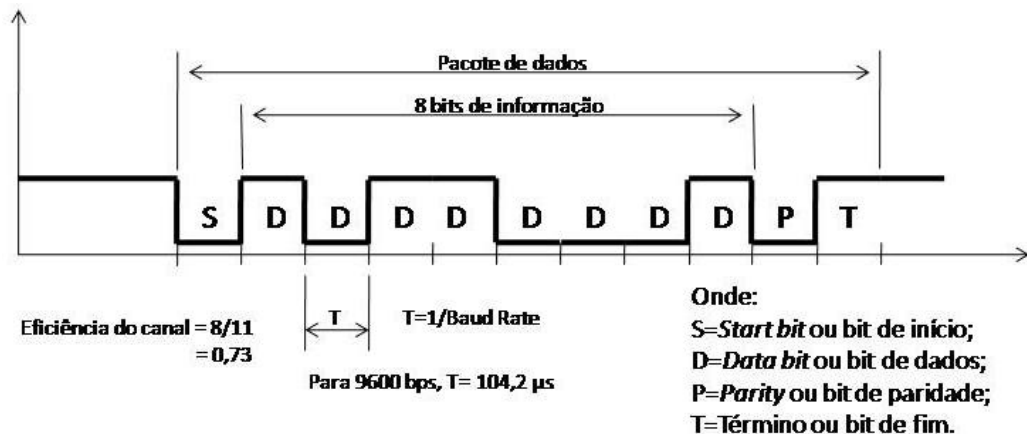 Pacote de dados
8 bits de informação
S D D D D D D D D P T
T
T=1/Baud Rate
Eficiência do canal = 8/11
= 0,73
Para 9600 bps, T= 104,2 µs
Onde:
S=Start bit ou bit de início;
D=Data bit ou bit de dados;
P=Parity ou bit de paridade;
T=Término ou bit de fim.